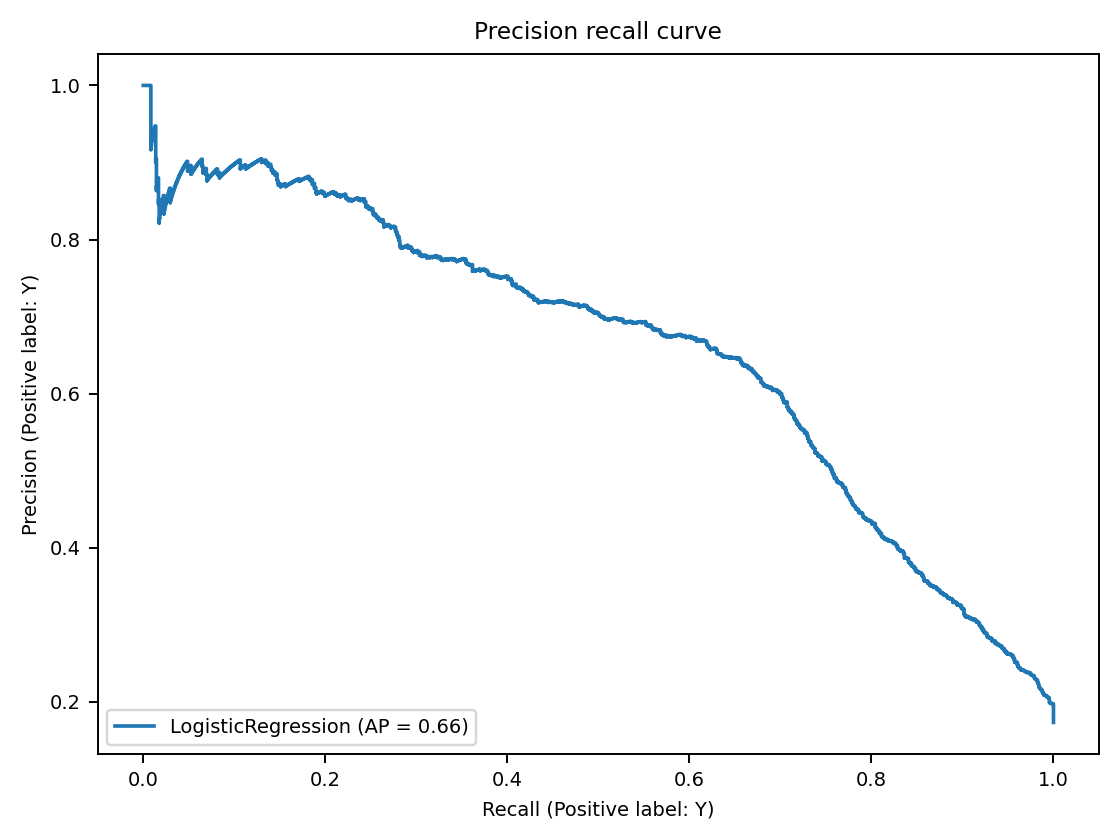 Precision recall curve
1.0
0.8
0.6
0.4
0.2
Precision (Positive label: Y)
LogisticRegression (AP = 0.66)
0.0 0.2 0.4 0.6 0.8 1.0
Recall (Positive label: Y)